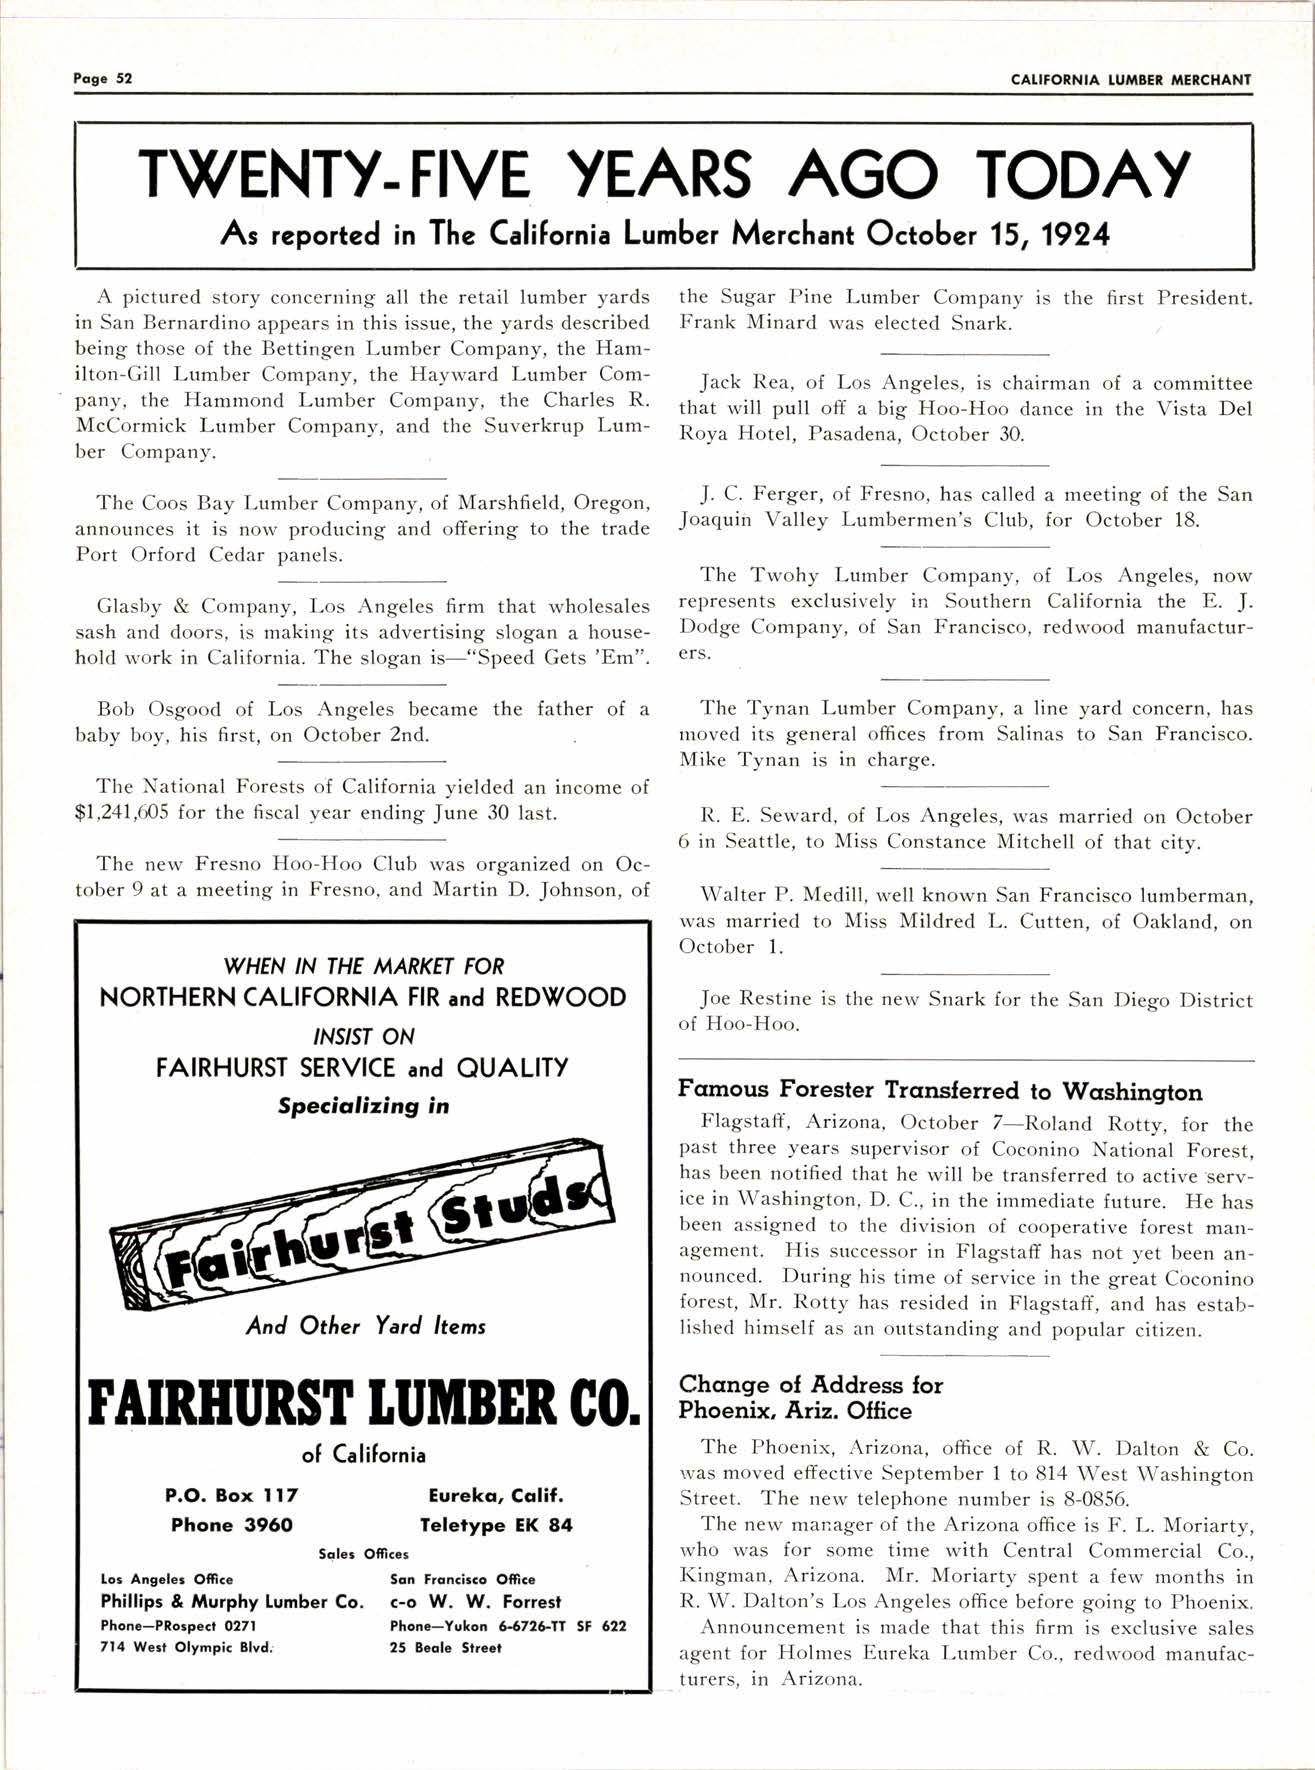 Page 52
CALIFORNIA LUMBER MERCHANT
TWENTY-FIVE YEARS AGO TODAY
As reported in The California Lumber Merchant October 15, 1924
A pictured story concerning all the retail lumber yards
in San Bernardino appears in this issue, the yards described
being those of the Bettingen Lumber Company, the Ham-
ilton-Gill Lumber Company, the Hayward Lumber Com-
pany, the Hammond Lumber Company, the Charles R.
McCormick Lumber Company, and the Suverkrup Lum-
ber Company.
The Coos Bay Lumber Company, of Marshfield, Oregon,
announces it is now producing and offering to the trade
Port Orford Cedar panels.
Glasby & Company, Los Angeles firm that wholesales
sash and doors, is making its advertising slogan a house-
hold work in California. The slogan is—"Speed Gets 'Em".
Bob Osgood of Los Angeles became the father of a
baby boy, his first, on October 2nd.
The National Forests of California yielded an income of
$1,241,605 for the fiscal year ending June 30 last.
The new Fresno Hoo-Hoo Club was organized on Oc-
tober 9 at a meeting in Fresno, and Martin D. Johnson, of
the Sugar Pine Lumber Company is the first President.
Frank Minard was elected Snark.
Jack Rea, of Los Angeles, is chairman of a committee
that will pull off a big Hoo-Hoo dance in the Vista Del
Roya Hotel, Pasadena, October 30.
J. C. Ferger, of Fresno, has called a meeting of the San
Joaquin Valley Lumbermen's Club, for October 18.
The Twohy Lumber Company, of Los Angeles, now
represents exclusively in Southern California the E. J.
Dodge Company, of San Francisco, redwood manufactur-
ers.
The Tynan Lumber Company, a line yard concern, has
moved its general offices from Salinas to San Francisco.
Mike Tynan is in charge.
R. E. Seward, of Los Angeles, was married on October
6 in Seattle, to Miss Constance Mitchell of that city.
Walter P. Medill, well known San Francisco lumberman,
was married to Miss Mildred L. Cutten, of Oakland, on
October 1.
Joe Restine is the new Snark for the San Diego District
of Hoo-Hoo.
Famous Forester Transferred to Washington
Flagstaff, Arizona, October 7—Roland Rotty, for the
past three years supervisor of Coconino National Forest,
has been notified that he will be transferred to active serv-
ice in Washington, D. C., in the immediate future. He has
been assigned to the division of cooperative forest man-
agement. His successor in Flagstaff has not yet been an-
nounced. During his time of service in the great Coconino
forest, Mr. Rotty has resided in Flagstaff, and has estab-
lished himself as an outstanding and popular citizen.
Change of Address for
Phoenix, Ariz. Office
The Phoenix, Arizona, office of R. W. Dalton & Co.
was moved effective September 1 to 814 West Washington
Street. The new telephone number is 8-0856.
The new manager of the Arizona office is F. L. Moriarty,
who was for some time with Central Commercial Co.,
Kingman, Arizona. Mr. Moriarty spent a few months in
R. W. Dalton's Los Angeles office before going to Phoenix.
Announcement is made that this firm is exclusive sales
agent for Holmes Eureka Lumber Co., redwood manufac-
turers, in Arizona.
WHEN IN THE MARKET FOR
NORTHERN CALIFORNIA FIR and REDWOOD
INSIST ON
FAIRHURST SERVICE and QUALITY
Specializing in
Fairhurst Studs
And Other Yard Items
FAIRHURST LUMBER CO.
of California
P.O. Box 117 Eureka, Calif.
Phone 3960 Teletype EK 84
Sales Offices
Los Angeles Office San Francisco Office
Phillips & Murphy Lumber Co. c-o W. W. Forrest
Phone—PRospect 0271 Phone—Yukon 6-6726-TT SF 622
714 West Olympic Blvd. 25 Beale Street